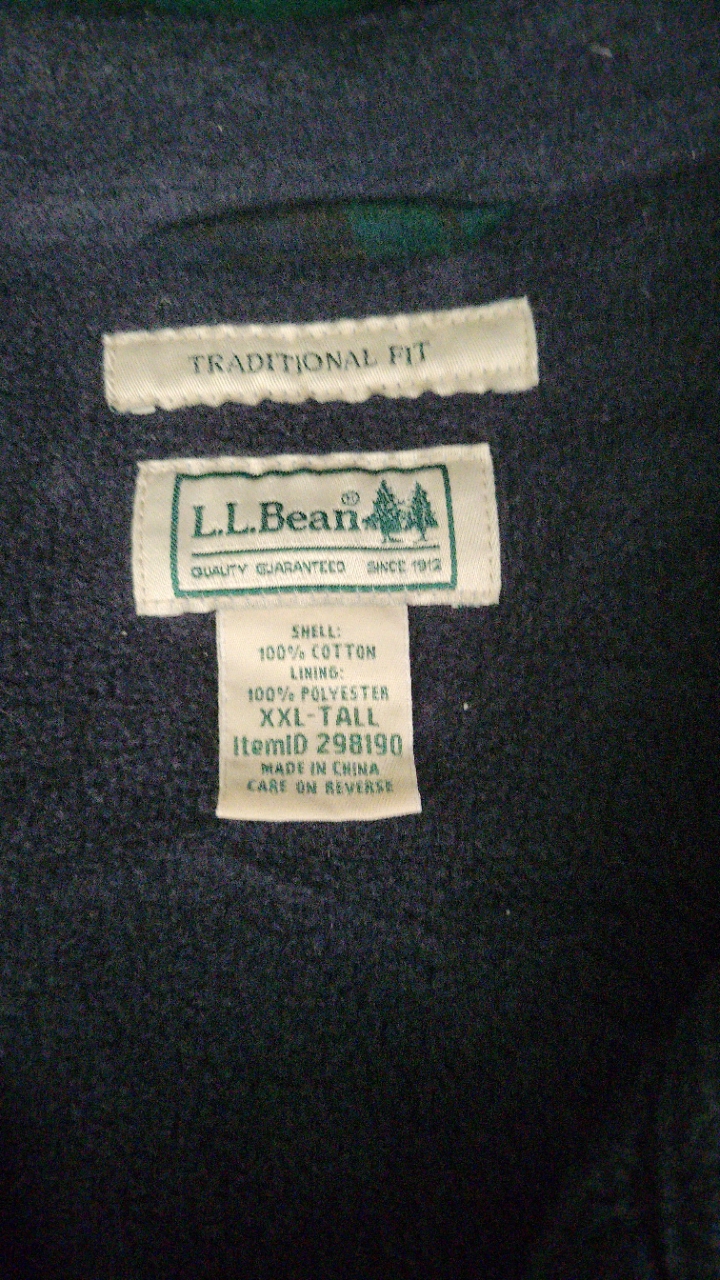 TRADITIONAL FIT
L.L.Bean®
QUALITY GUARANTEED SINCE 1912
SHELL:
100% COTTON
LINING:
100% POLYESTER
XXL-TALL
ItemID 298190
MADE IN CHINA
CARE ON REVERSE